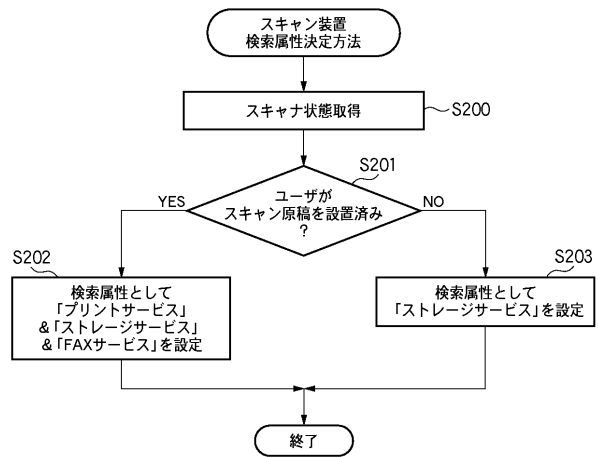 スキャン装置
検索属性決定方法
スキャナ状態取得
S200
S201
ユーザが
スキャン原稿を設置済み
?
YES
NO
S202
検索属性として
「プリントサービス」
&「ストレージサービス」
&「FAXサービス」を設定
S203
検索属性として
「ストレージサービス」を設定
終了